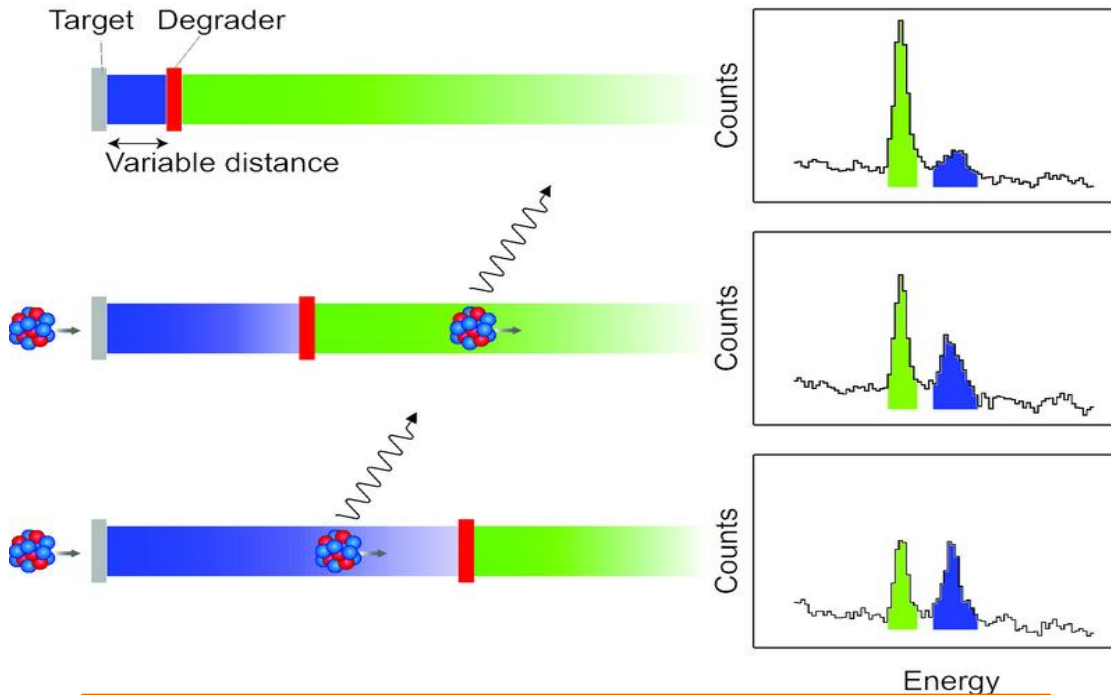 Target Degrader
Variable distance
Counts
Counts
Counts
Energy